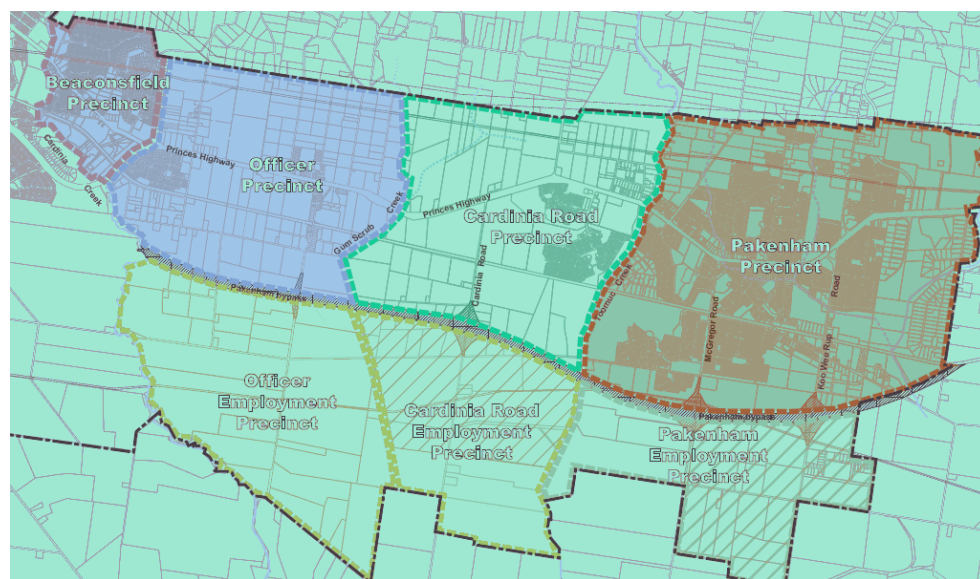 Beaconsfield
Precinct
Cardinia
Creek
Princes Highway
Officer
Precinct
Gum Scrub
Creek
Princes Highway
Cardinia Road
Precinct
Cardinia Road
Toomuc Creek
Pakenham
Precinct
McGregor Road
Koo Wee Rup
Road
Pakenham bypass
Pakenham bypass
Officer
Employment
Precinct
Cardinia Road
Employment
Precinct
Pakenham
Employment
Precinct